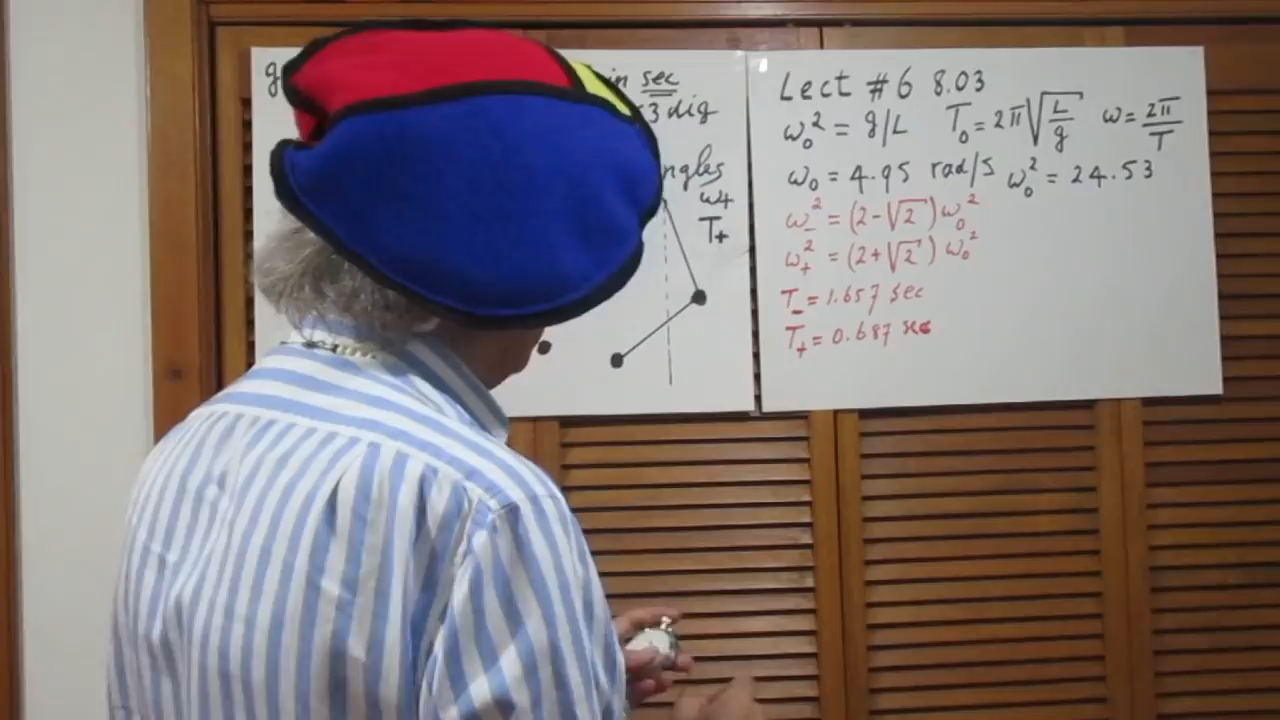 g
in sec
3 dig
ngles
ω+
T+
Lect #6 8.03
ω₀² = g/L T₀ = 2π√(L/g) ω = 2π/T
ω₀ = 4.95 rad/s ω₀² = 24.53
ω₋² = (2-√2) ω₀²
ω₊² = (2+√2) ω₀²
T₋ = 1.657 sec
T₊ = 0.687 sec